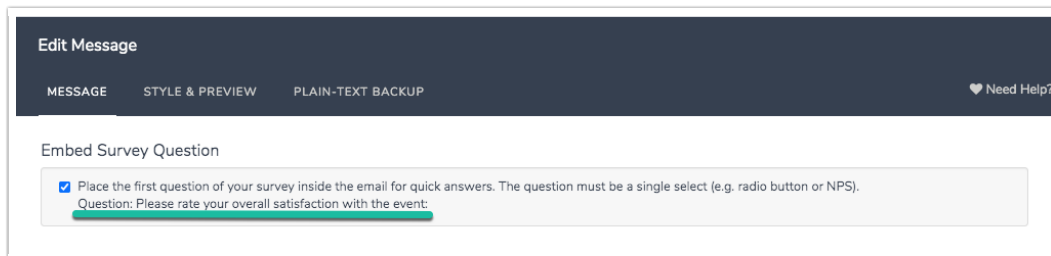 Edit Message
MESSAGE STYLE & PREVIEW PLAIN-TEXT BACKUP Need Help?
Embed Survey Question
Place the first question of your survey inside the email for quick answers. The question must be a single select (e.g. radio button or NPS).
Question: Please rate your overall satisfaction with the event: